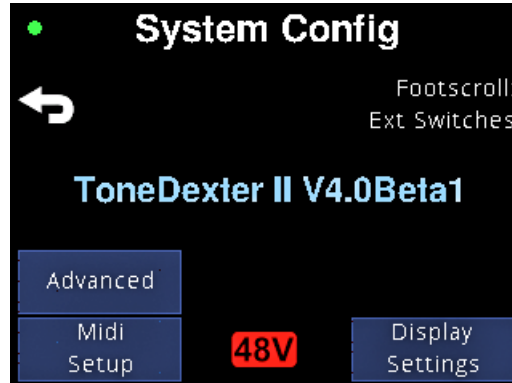 System Config
Footscroll:
Ext Switches
ToneDexter II V4.0Beta1
Advanced
Midi
Setup
48V
Display
Settings